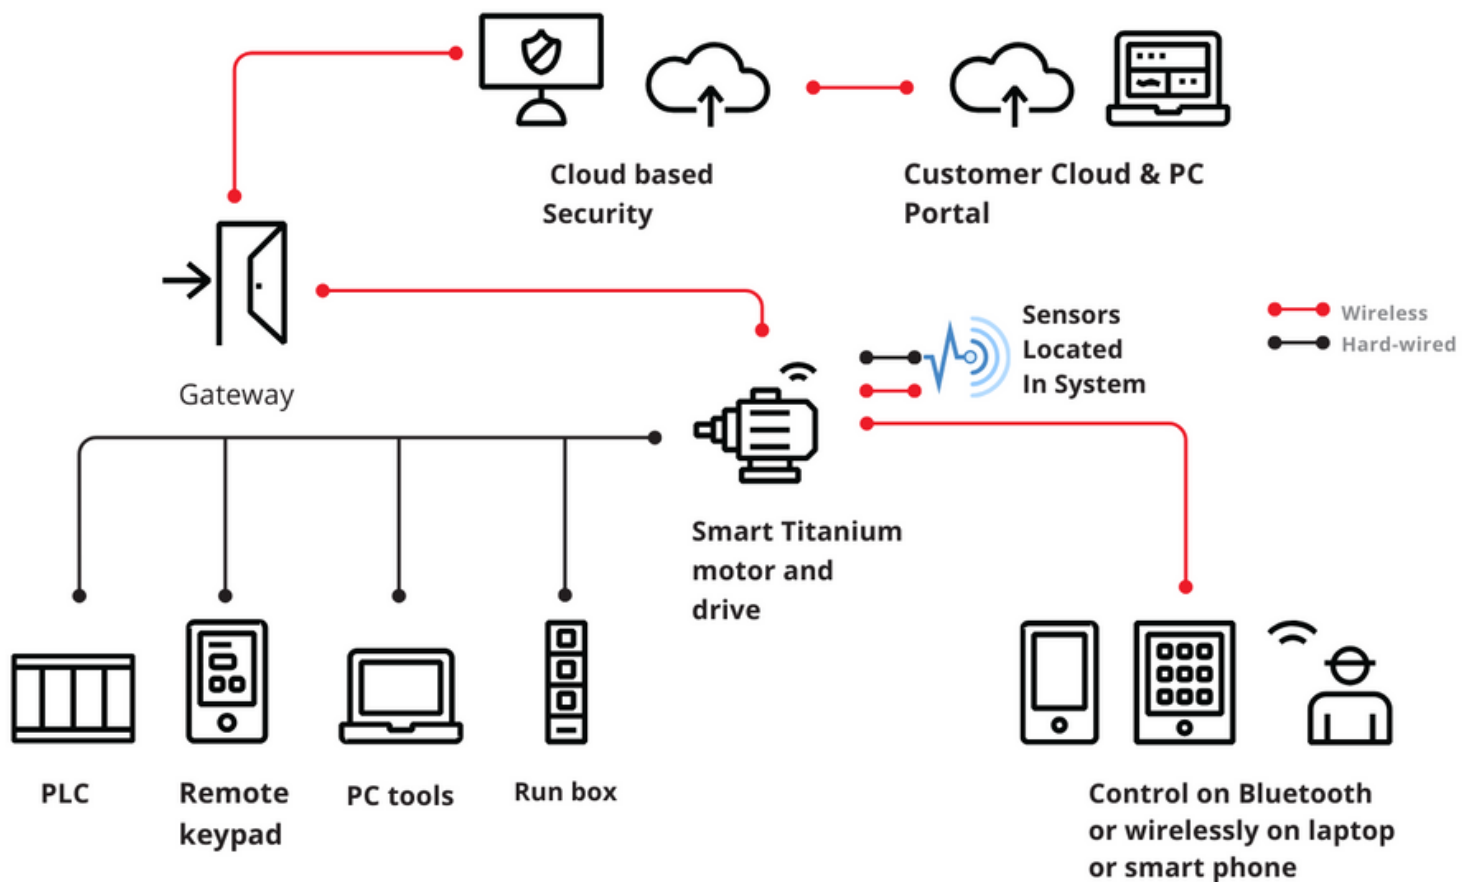 Cloud based
Security
Customer Cloud & PC
Portal
Gateway
Sensors
Located
In System
Wireless
Hard-wired
Smart Titanium
motor and
drive
PLC
Remote
keypad
PC tools
Run box
Control on Bluetooth
or wirelessly on laptop
or smart phone